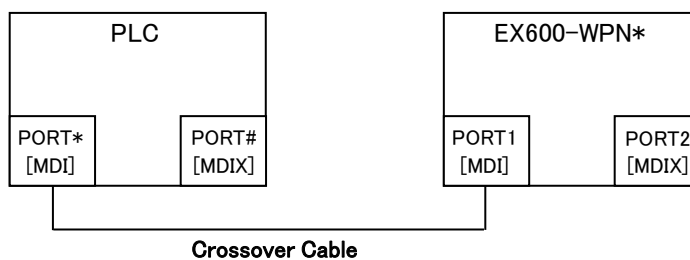 PLC
EX600-WPN*
PORT*
[MDI]
PORT#
[MDIX]
PORT1
[MDI]
PORT2
[MDIX]
Crossover Cable